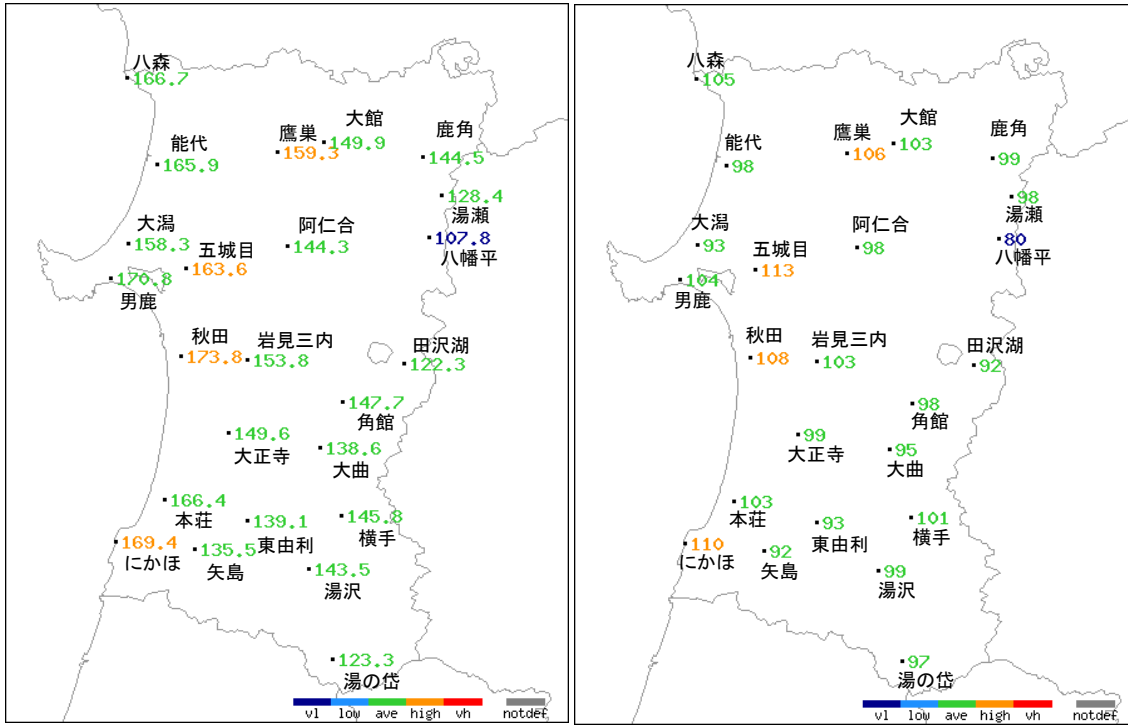 八森
166.7
大館
149.9
鷹巣
159.3
鹿角
144.5
能代
165.9
128.4
湯瀬
大潟
158.3
阿仁合
144.3
107.8
八幡平
五城目
163.6
170.8
男鹿
秋田
173.8
岩見三内
153.8
田沢湖
122.3
147.7
角館
149.6
大正寺
138.6
大曲
166.4
本荘
139.1
東由利
145.8
横手
169.4
にかほ
135.5
矢島
143.5
湯沢
123.3
湯の岱
vl low ave high vh notdef
八森
105
大館
103
鷹巣
106
鹿角
99
能代
98
98
湯瀬
大潟
93
阿仁合
98
80
八幡平
五城目
113
104
男鹿
秋田
108
岩見三内
103
田沢湖
92
98
角館
99
大正寺
95
大曲
103
本荘
93
東由利
101
横手
110
にかほ
92
矢島
99
湯沢
97
湯の岱
vl low ave high vh notdef